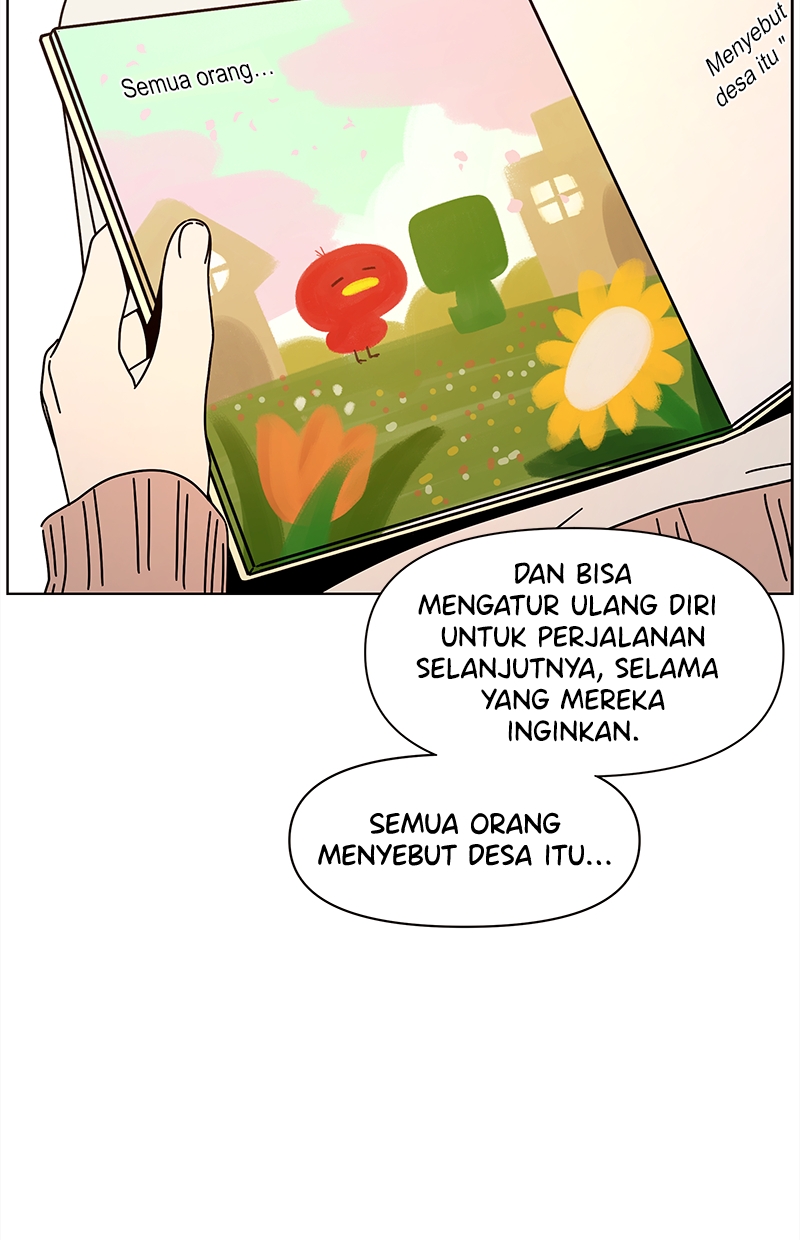 Semua orang...
Menyebut
desa itu "
DAN BISA
MENGATUR ULANG DIRI
UNTUK PERJALANAN
SELANJUTNYA, SELAMA
YANG MEREKA
INGINKAN.
SEMUA ORANG
MENYEBUT DESA ITU...